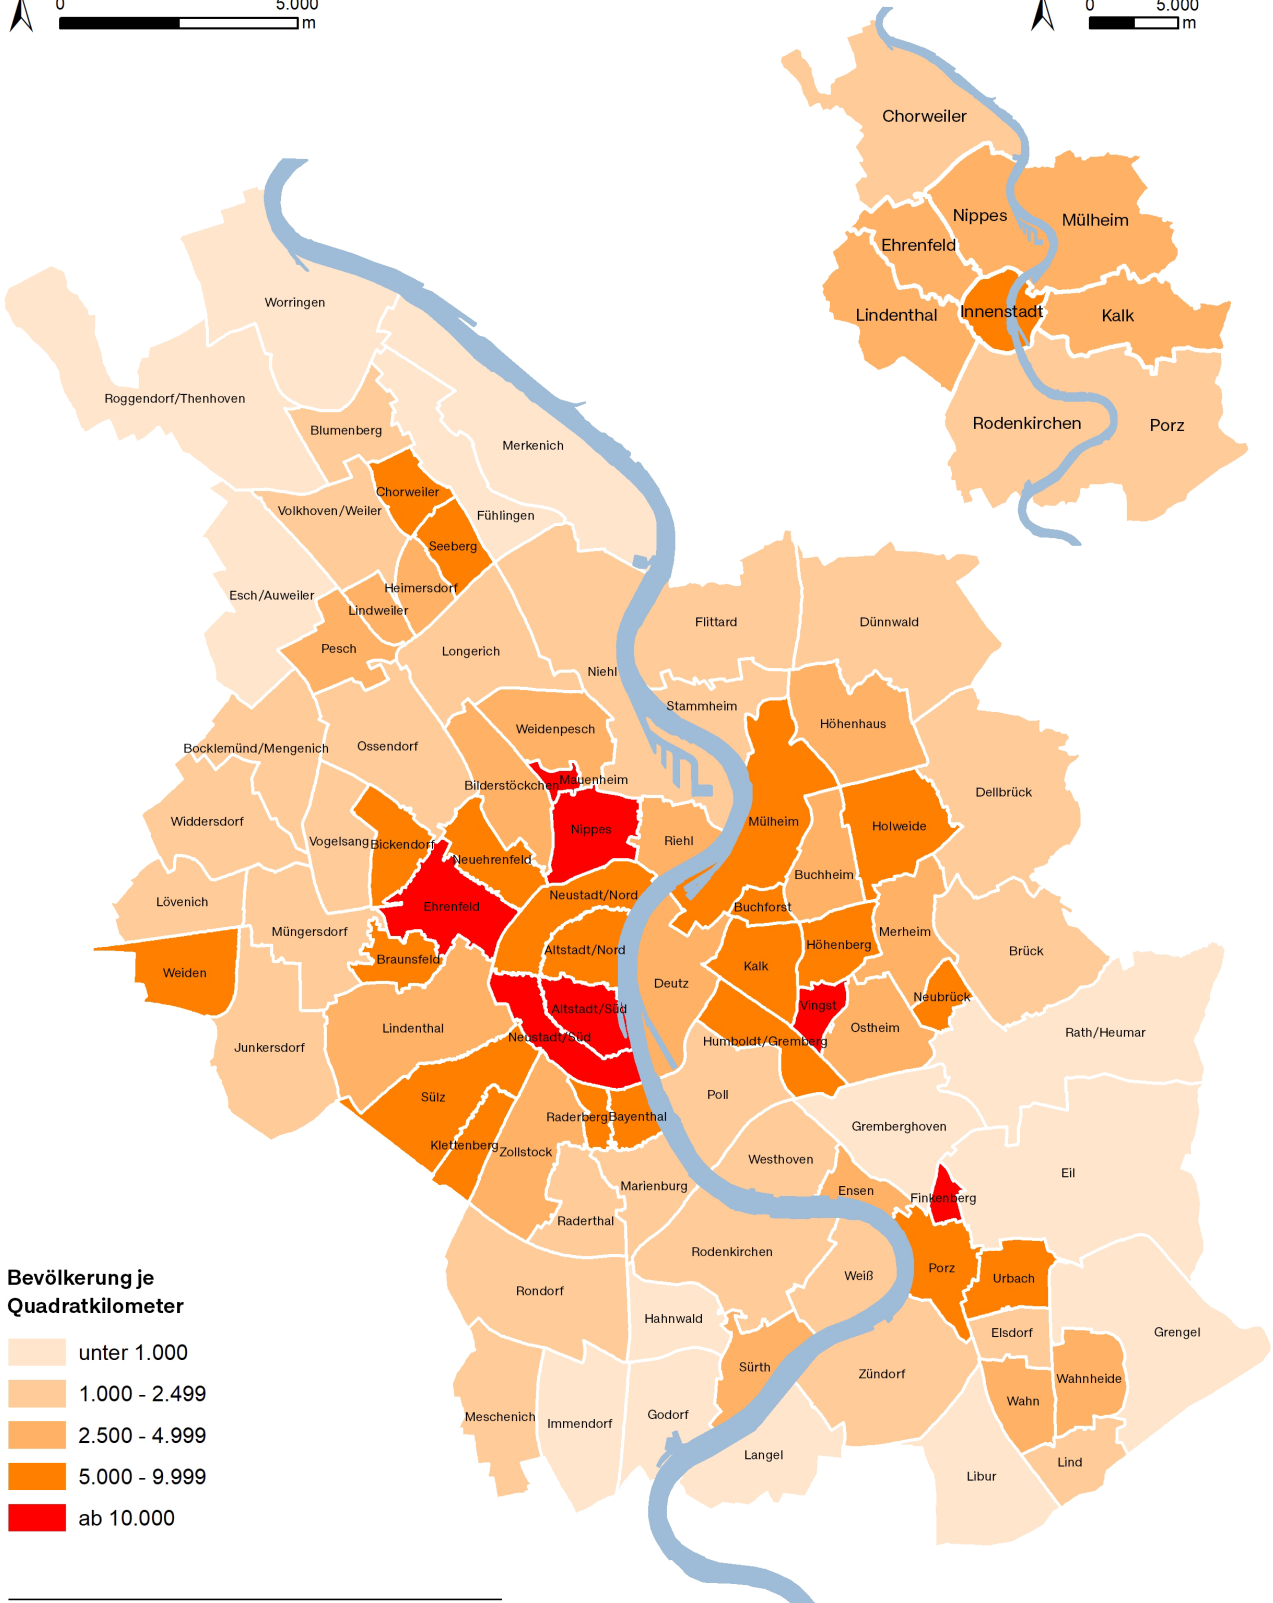 0 5.000 m
0 5.000 m
Chorweiler
Nippes
Mülheim
Ehrenfeld
Lindenthal
Innenstadt
Kalk
Rodenkirchen
Porz
Worringen
Roggendorf/Thenhoven
Blumenberg
Merkenich
Chorweiler
Volkhoven/Weiler
Fühlingen
Seeberg
Heimersdorf
Esch/Auweiler
Lindweiler
Pesch
Longerich
Niehl
Flittard
Dünnwald
Stammheim
Höhenhaus
Weidenpesch
Bocklemünd/Mengenich
Ossendorf
Mauenheim
Bilderstöckchen
Dellbrück
Widdersdorf
Mülheim
Holweide
Nippes
Vogelsang
Bickendorf
Riehl
Neuehrenfeld
Buchheim
Neustadt/Nord
Lövenich
Ehrenfeld
Buchforst
Müngersdorf
Merheim
Höhenberg
Altstadt/Nord
Brück
Braunsfeld
Weiden
Kalk
Deutz
Neubrück
Vingst
Altstadt/Süd
Lindenthal
Ostheim
Rath/Heumar
Neustadt/Süd
Humboldt/Gremberg
Junkersdorf
Sülz
Poll
Raderberg
Bayenthal
Gremberghoven
Klettenberg
Zollstock
Westhoven
Eil
Marienburg
Ensen
Finkenberg
Raderthal
Rodenkirchen
Porz
Weiß
Urbach
Rondorf
Hahnwald
Elsdorf
Grengel
Sürth
Zündorf
Wahnheide
Wahn
Meschenich
Immendorf
Godorf
Langel
Lind
Libur
Bevölkerung je
Quadratkilometer
unter 1.000
1.000 - 2.499
2.500 - 4.999
5.000 - 9.999
ab 10.000